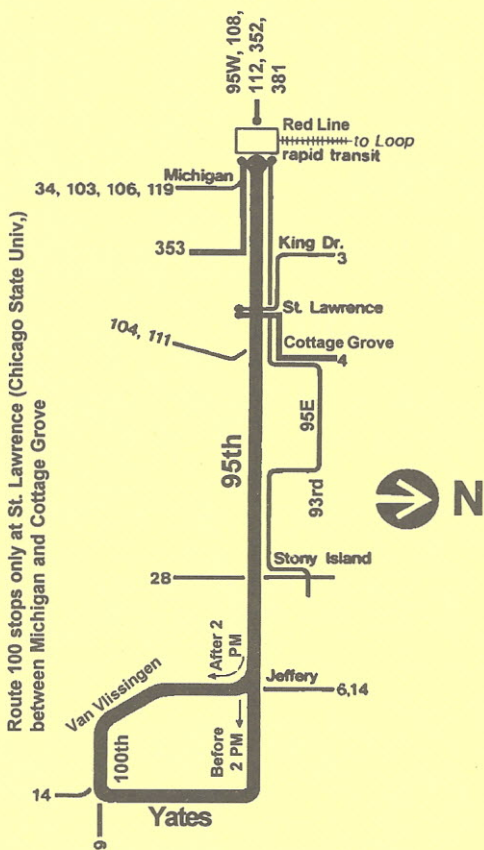 Route 100 stops only at St. Lawrence (Chicago State Univ,)
between Michigan and Cottage Grove
95W, 108,
112, 352,
381
Red Line
to Loop
rapid transit
Michigan
34, 103, 106, 119
353
King Dr.
3
St. Lawrence
104, 111
Cottage Grove
4
95E
95th
93rd
N
Stony Island
28
After 2
PM
Van Vlissingen
Jeffery
6,14
Before
2 PM
100th
14
Yates
9